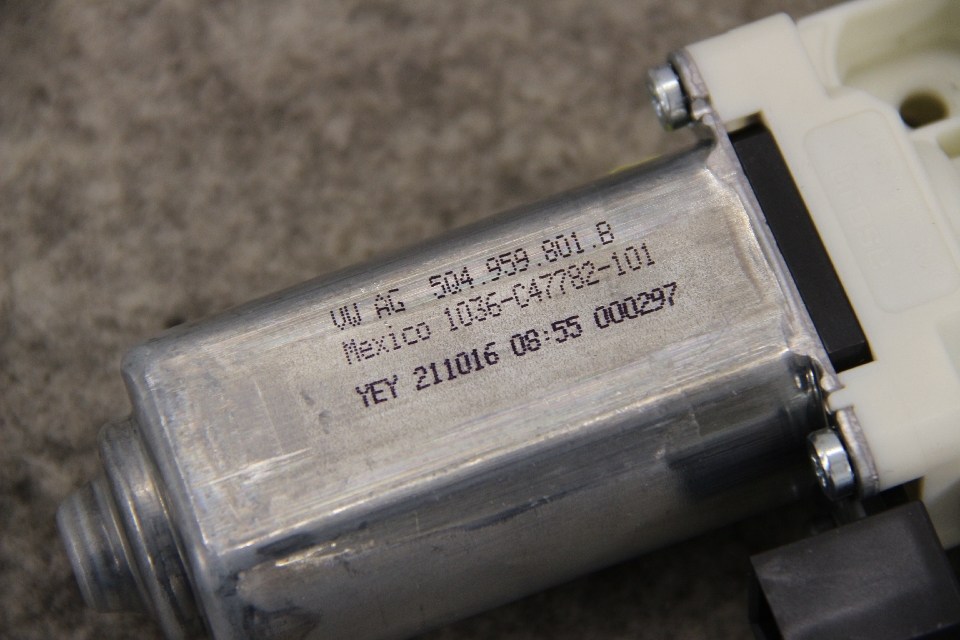 VW AG 5Q4.959.801.B
Mexico 1036-C47782-101
YEY 211016 08:55 000297